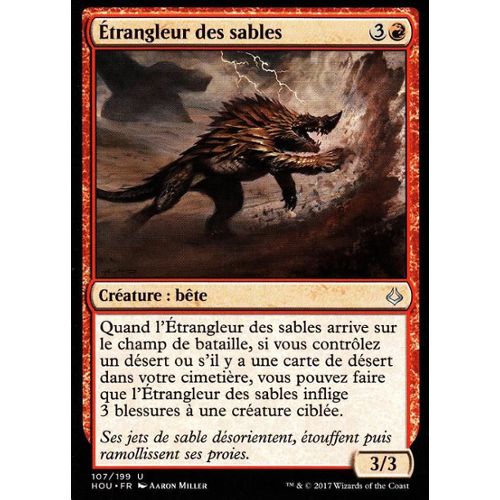 Étrangleur des sables 3
Créature : bête
Quand l'Étrangleur des sables arrive sur
le champ de bataille, si vous contrôlez
un désert ou s'il y a une carte de désert
dans votre cimetière, vous pouvez faire
que l'Étrangleur des sables inflige
3 blessures à une créature ciblée.
Ses jets de sable désorientent, étouffent puis
ramollissent ses proies.
3/3
107/199 U
HOU • FR Aaron Miller
™ & © 2017 Wizards of the Coast